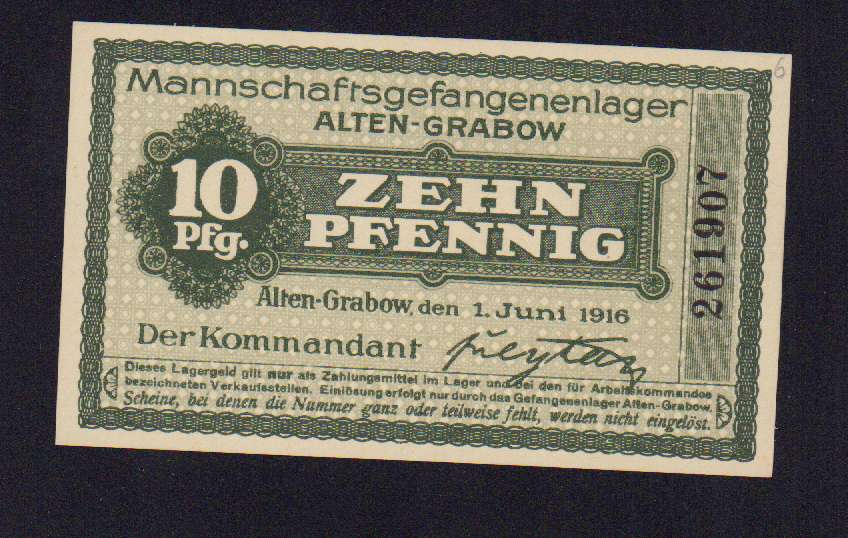 6
Mannschaftsgefangenenlager
ALTEN-GRABOW
10
Pfg.
ZEHN
PFENNIG
261907
Alten-Grabow, den 1. Juni 1916
Der Kommandant
Dieses Lagergeld gilt nur als Zahlungsmittel im Lager und bei den für Arbeitskommandos
bezeichneten Verkaufsstellen. Einlösung erfolgt nur durch das Gefangenenlager Alten-Grabow.
Scheine, bei denen die Nummer ganz oder teilweise fehlt, werden nicht eingelöst.